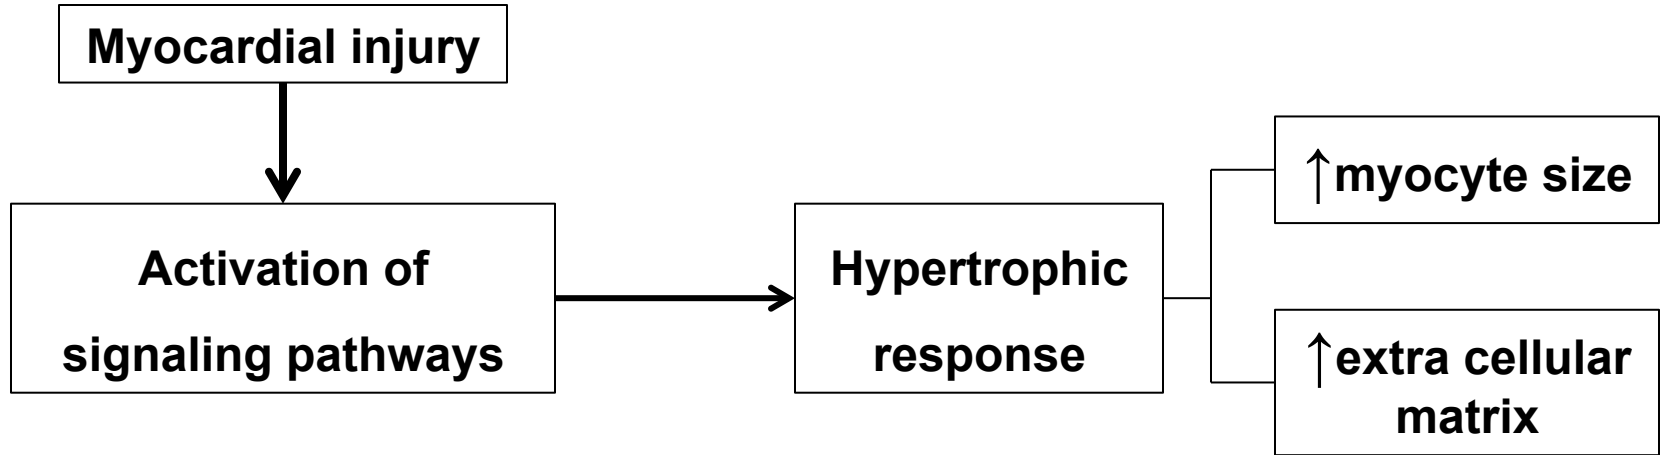 Myocardial injury
Activation of
signaling pathways
Hypertrophic
response
↑myocyte size
↑extra cellular
matrix